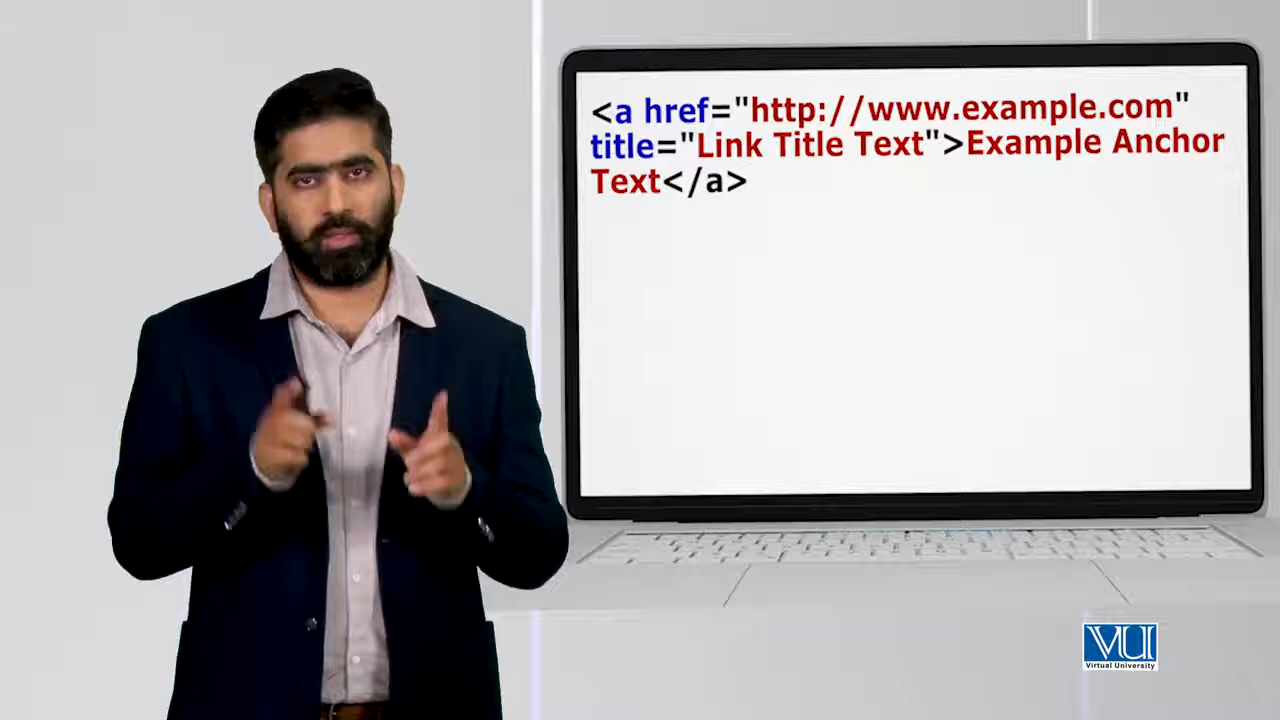 <a href="http://www.example.com"
title="Link Title Text">Example Anchor
Text</a>
VU
Virtual University